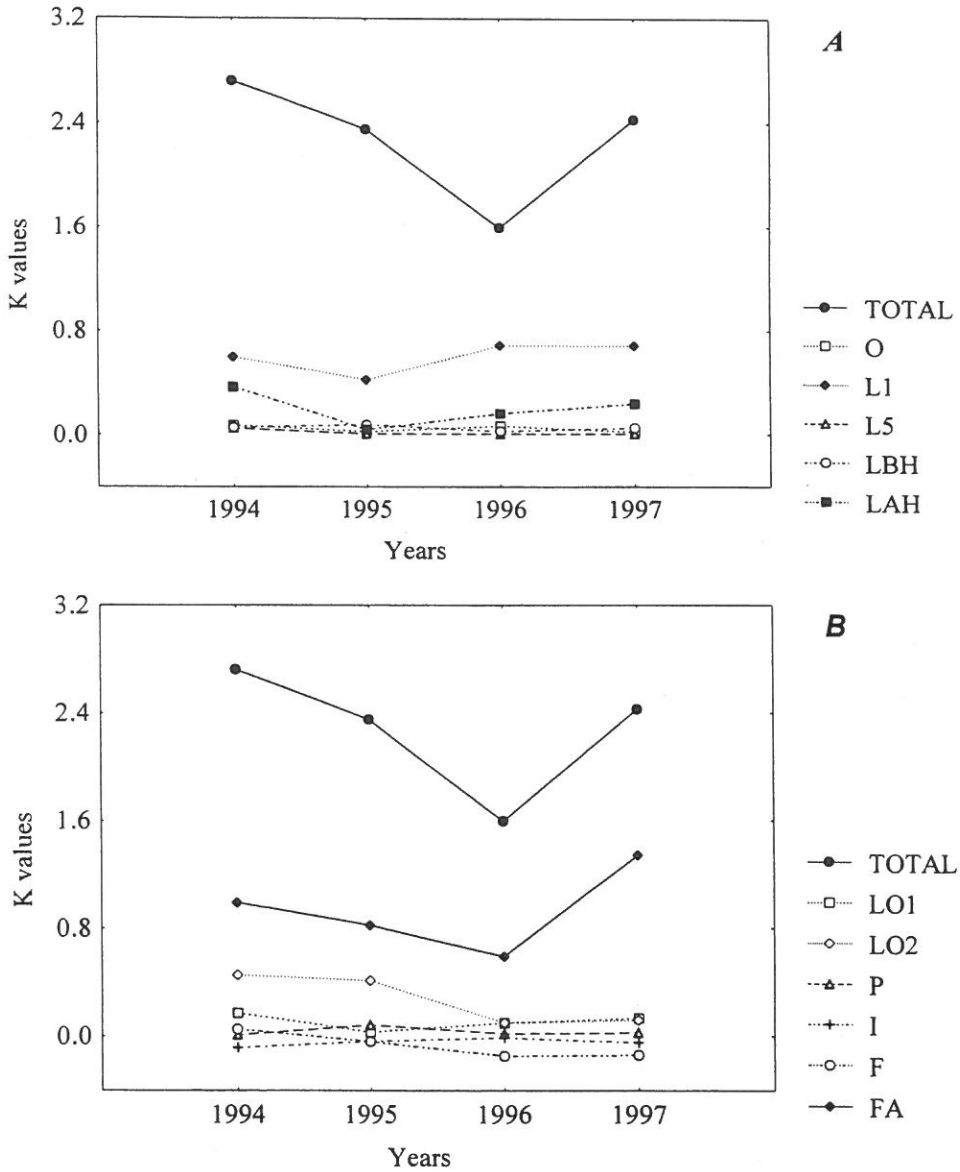 A
3.2
2.4
1.6
0.8
0.0
K values
1994 1995 1996 1997
Years
TOTAL
O
L1
L5
LBH
LAH
B
3.2
2.4
1.6
0.8
0.0
K values
1994 1995 1996 1997
Years
TOTAL
LO1
LO2
P
I
F
FA